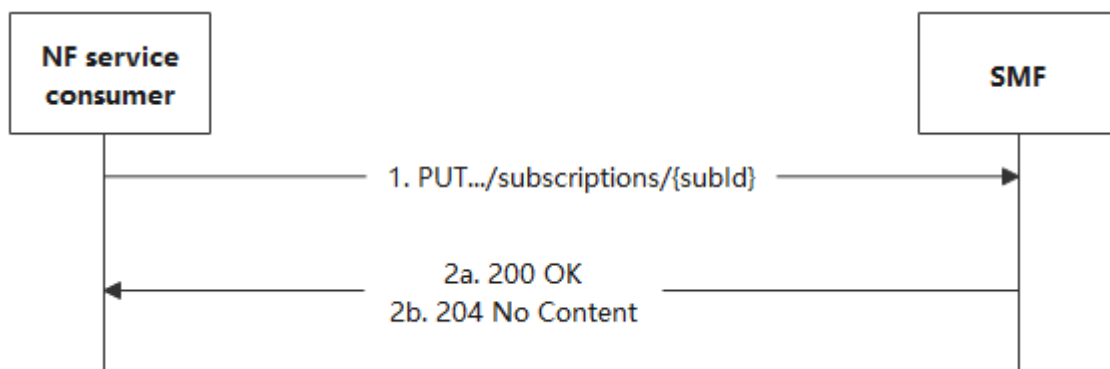 NF service
consumer
SMF
1. PUT.../subscriptions/{subId}
2a. 200 OK
2b. 204 No Content